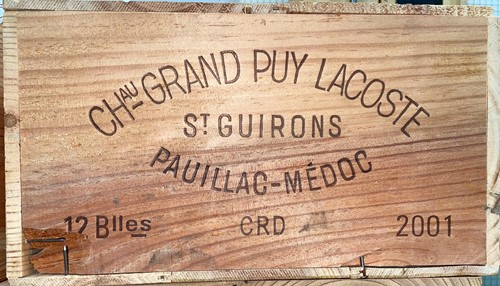 CHAU GRAND PUY LACOSTE
ST GUIRONS
PAUILLAC-MÉDOC
12 Blles CRD 2001